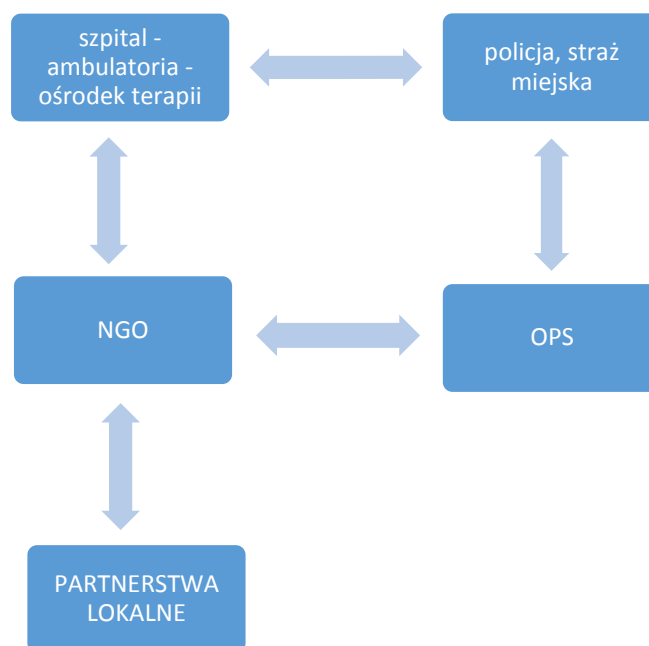 szpital -
ambulatoria -
ośrodek terapii
policja, straż
miejska
NGO
OPS
PARTNERSTWA
LOKALNE